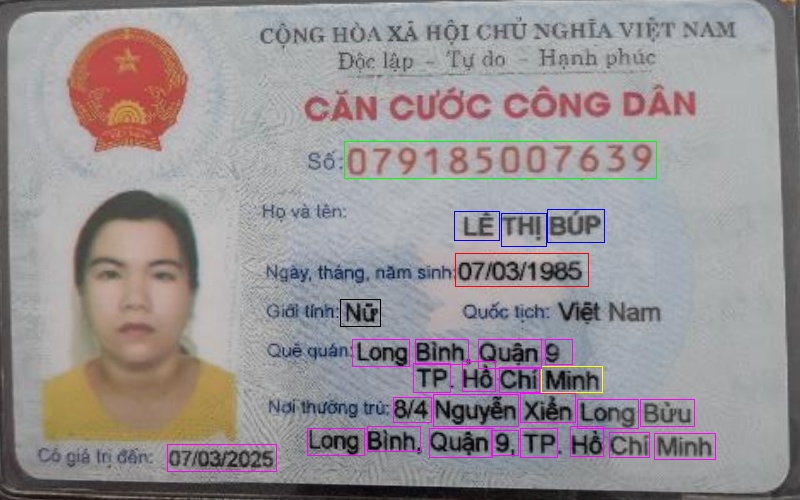 CỘNG HÒA XÃ HỘI CHỦ NGHĨA VIỆT NAM
Độc lập - Tự do - Hạnh phúc
CĂN CƯỚC CÔNG DÂN
Số: 079185007639
Họ và tên: LÊ THỊ BÚP
Ngày, tháng, năm sinh: 07/03/1985
Giới tính: Nữ Quốc tịch: Việt Nam
Quê quán: Long Bình, Quận 9
TP. Hồ Chí Minh
Nơi thường trú: 8/4 Nguyễn Xiển Long Bửu
Long Bình, Quận 9, TP. Hồ Chí Minh
Có giá trị đến: 07/03/2025